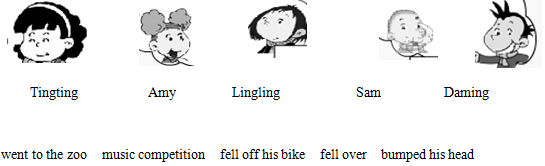 Tingting Amy Lingling Sam Daming
went to the zoo music competition fell off his bike fell over bumped his head